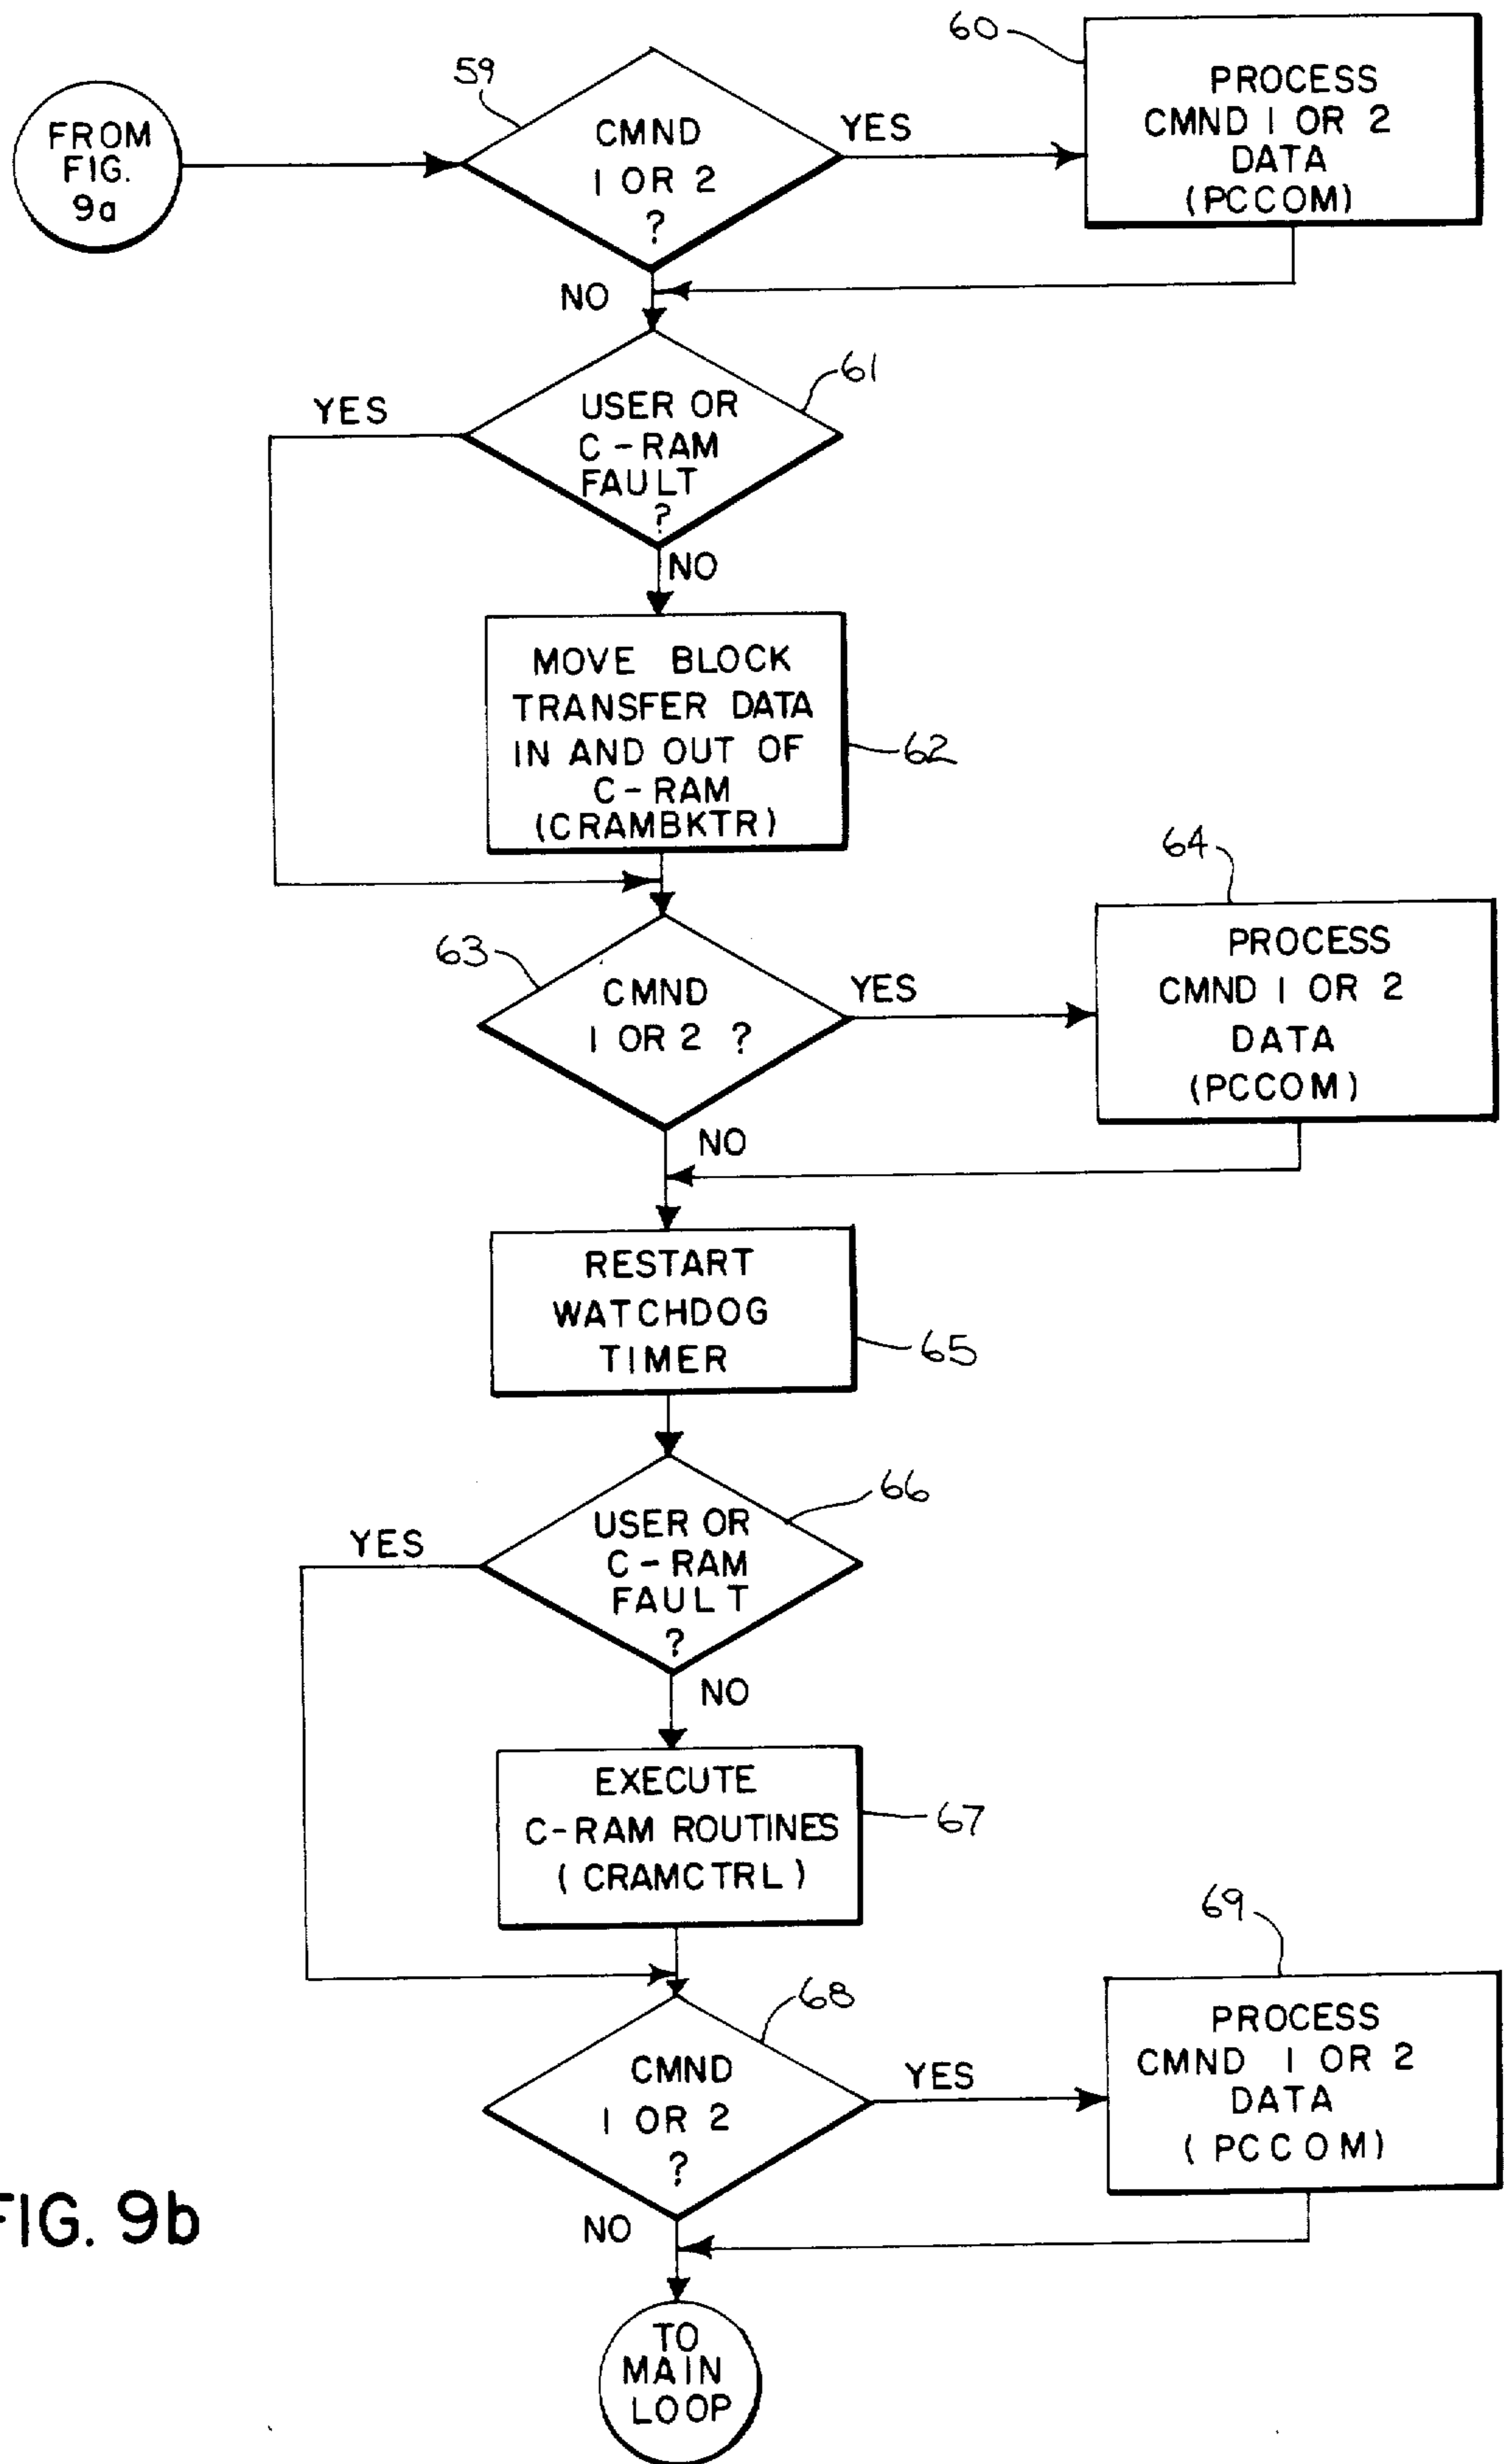 59
60
FROM
FIG.
9a
CMND
1 OR 2
?
YES
PROCESS
CMND 1 OR 2
DATA
(PCCOM)
NO
61
YES
USER OR
C-RAM
FAULT
?
NO
MOVE BLOCK
TRANSFER DATA
IN AND OUT OF
C-RAM
(CRAMBKTR)
62
64
63
CMND
1 OR 2 ?
YES
PROCESS
CMND 1 OR 2
DATA
(PCCOM)
NO
RESTART
WATCHDOG
TIMER
65
66
YES
USER OR
C-RAM
FAULT
?
NO
EXECUTE
C-RAM ROUTINES
(CRAMCTRL)
67
69
68
CMND
1 OR 2
?
YES
PROCESS
CMND 1 OR 2
DATA
(PCCOM)
NO
FIG. 9b
TO
MAIN
LOOP